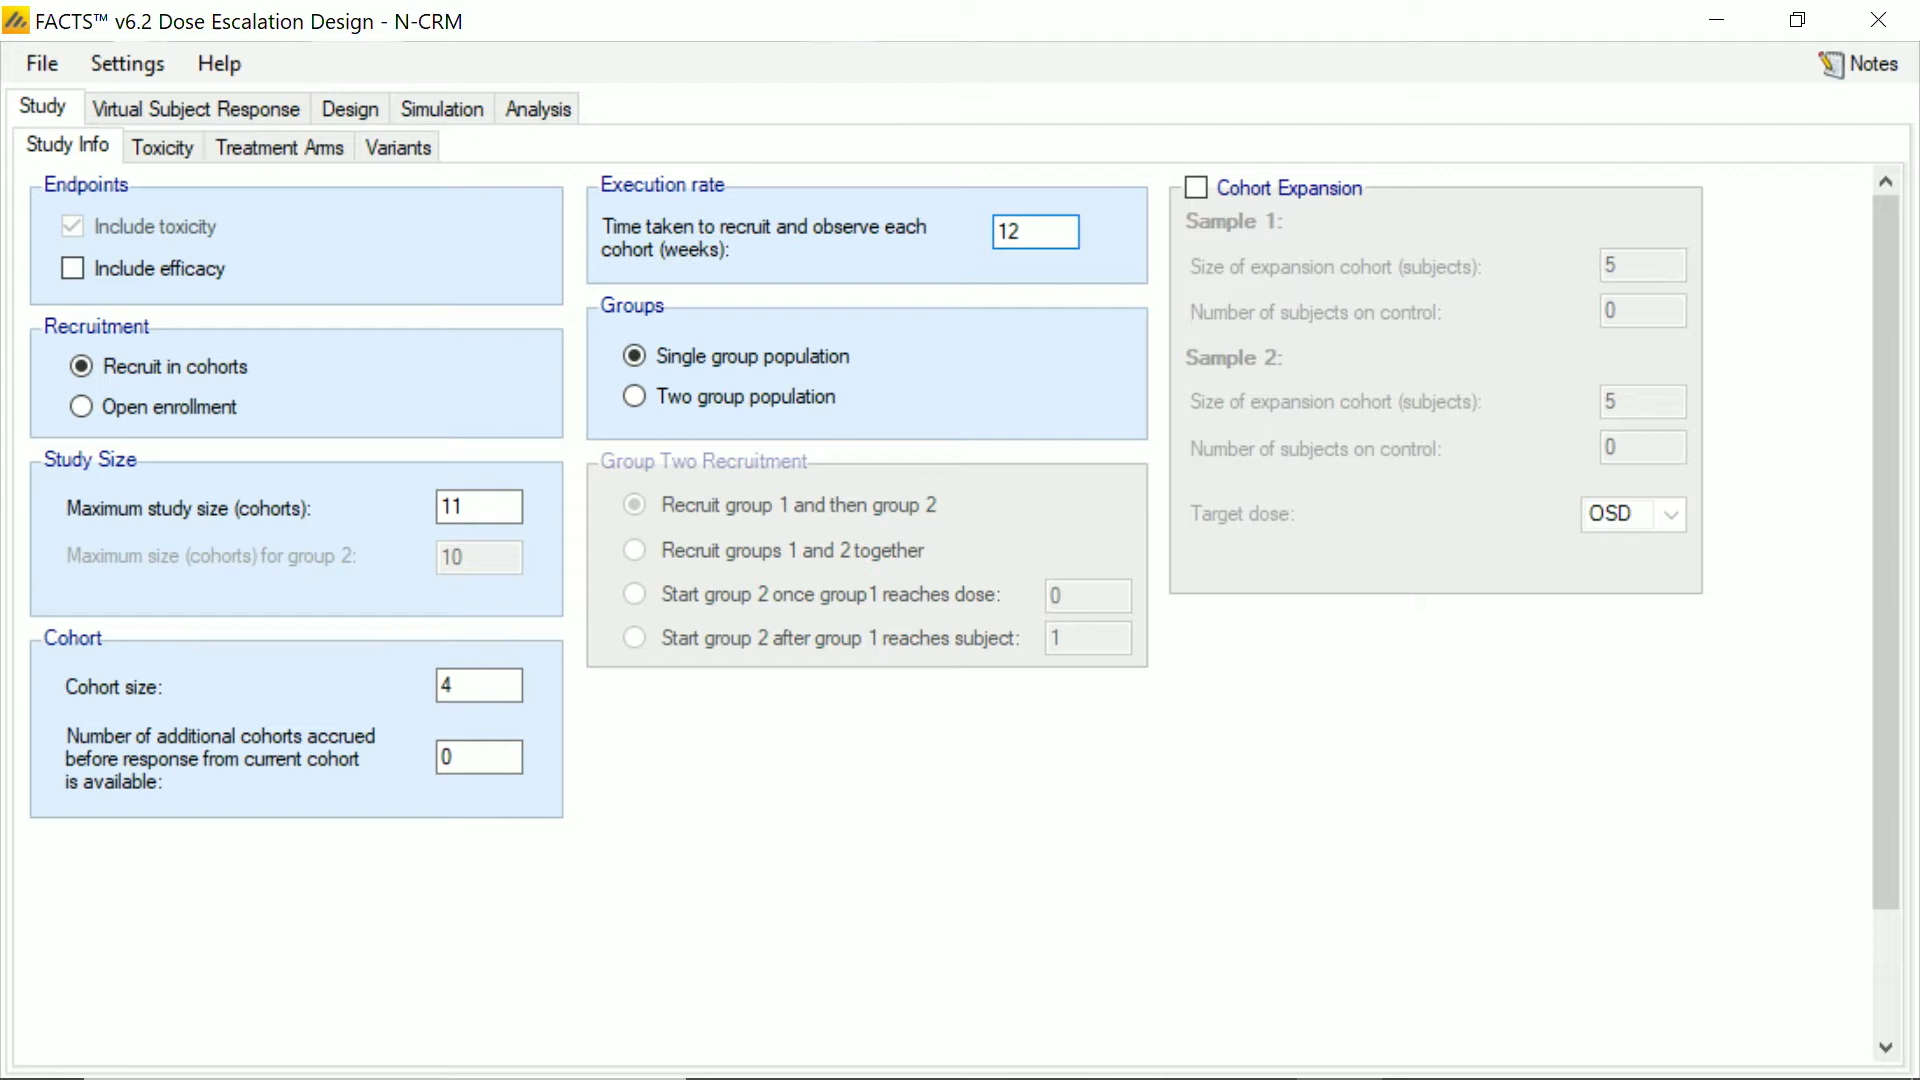 FACTS™ v6.2 Dose Escalation Design - N-CRM
File Settings Help
Notes
Study Virtual Subject Response Design Simulation Analysis
Study Info Toxicity Treatment Arms Variants
Endpoints
Include toxicity
Include efficacy
Recruitment
Recruit in cohorts
Open enrollment
Study Size
Maximum study size (cohorts): 11
Maximum size (cohorts) for group 2: 10
Cohort
Cohort size: 4
Number of additional cohorts accrued
before response from current cohort
is available: 0
Execution rate
Time taken to recruit and observe each
cohort (weeks): 12
Groups
Single group population
Two group population
Group Two Recruitment
Recruit group 1 and then group 2
Recruit groups 1 and 2 together
Start group 2 once group1 reaches dose: 0
Start group 2 after group 1 reaches subject: 1
Cohort Expansion
Sample 1:
Size of expansion cohort (subjects): 5
Number of subjects on control: 0
Sample 2:
Size of expansion cohort (subjects): 5
Number of subjects on control: 0
Target dose: OSD